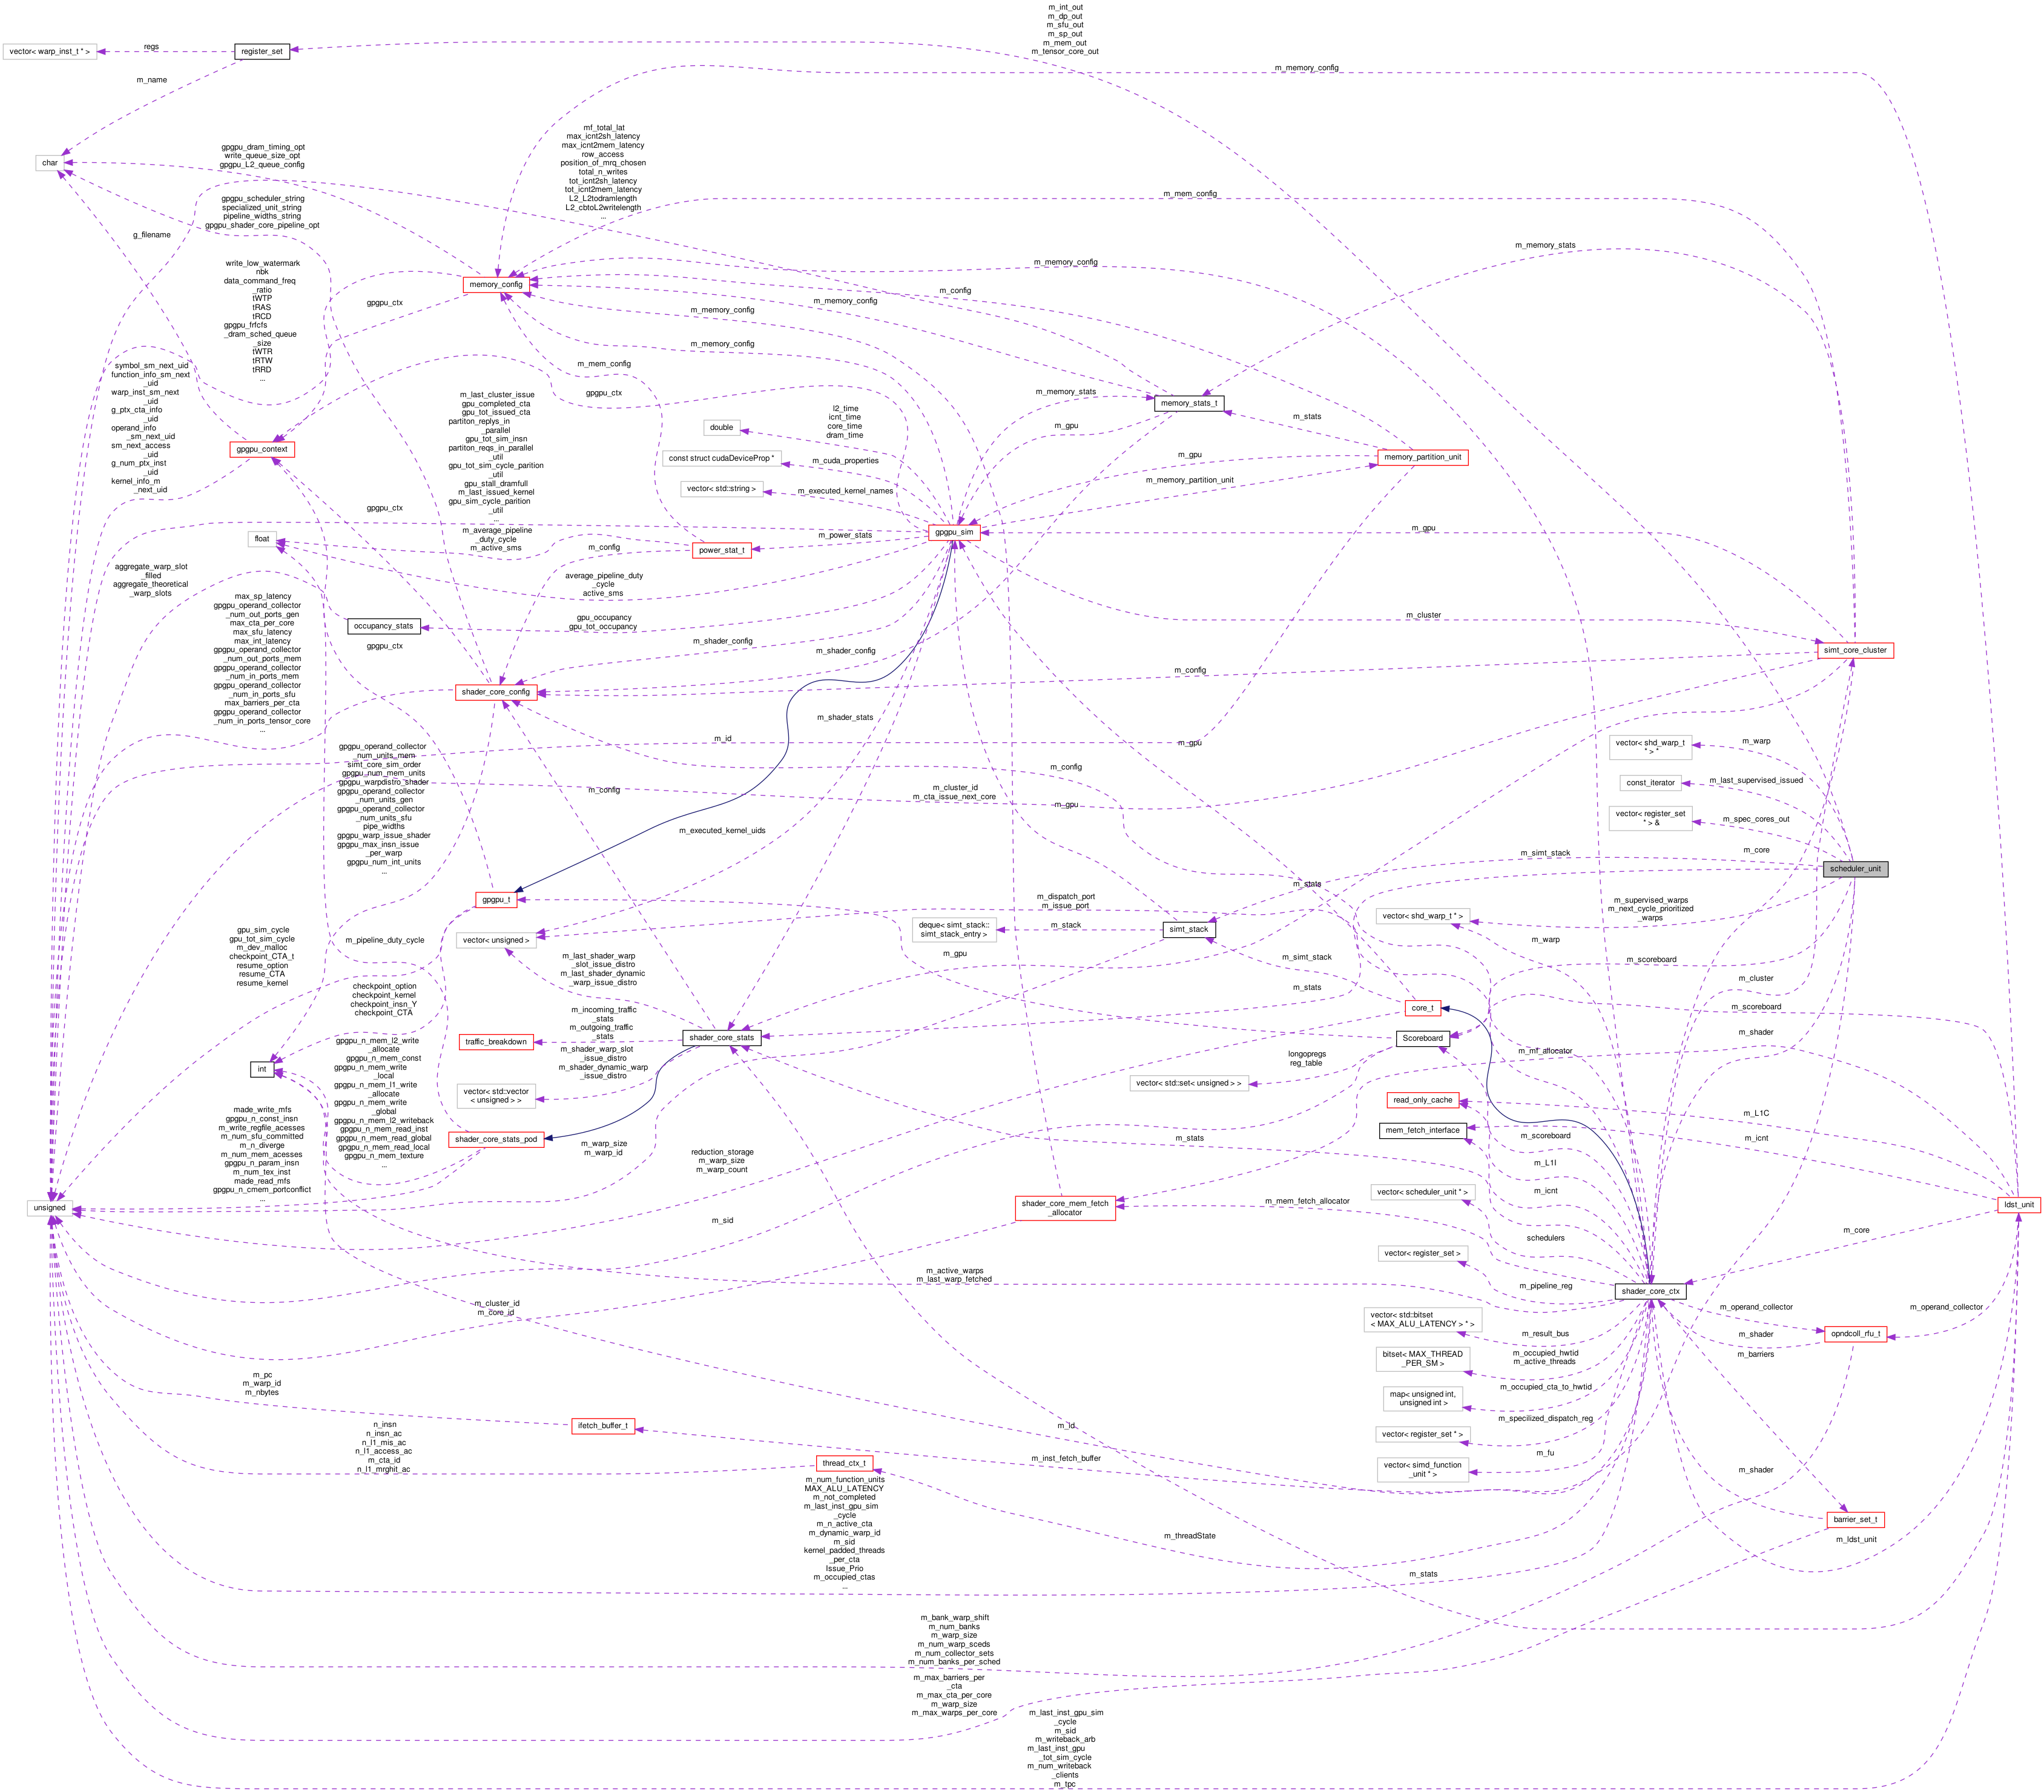 m_int_out
m_dp_out
m_sfu_out
m_sp_out
m_mem_out
m_tensor_core_out
vector< warp_inst_t * >
regs
register_set
m_name
m_memory_config
char
gpgpu_dram_timing_opt
write_queue_size_opt
gpgpu_L2_queue_config
mf_total_lat
max_icnt2sh_latency
max_icnt2mem_latency
row_access
position_of_mrq_chosen
total_n_writes
tot_icnt2sh_latency
tot_icnt2mem_latency
L2_L2todramlength
L2_cbtoL2writelength
...
m_mem_config
gpgpu_scheduler_string
specialized_unit_string
pipeline_widths_string
gpgpu_shader_core_pipeline_opt
g_filename
m_memory_stats
write_low_watermark
nbk
data_command_freq
_ratio
tWTP
tRAS
tRCD
gpgpu_frfcfs
_dram_sched_queue
_size
tWTR
tRTW
tRRD
...
memory_config
m_memory_config
m_config
gpgpu_ctx
m_memory_config
m_memory_config
m_memory_config
m_mem_config
gpgpu_ctx
symbol_sm_next_uid
function_info_sm_next
_uid
warp_inst_sm_next
_uid
g_ptx_cta_info
_uid
operand_info
_sm_next_uid
sm_next_access
_uid
g_num_ptx_inst
_uid
kernel_info_m
_next_uid
gpgpu_context
m_last_cluster_issue
gpu_completed_cta
gpu_tot_issued_cta
partiton_replys_in
_parallel
gpu_tot_sim_insn
partiton_reqs_in_parallel
_util
gpu_tot_sim_cycle_parition
_util
gpu_stall_dramfull
m_last_issued_kernel
gpu_sim_cycle_parition
_util
...
m_memory_stats
memory_stats_t
l2_time
icnt_time
core_time
dram_time
double
m_stats
m_gpu
const struct cudaDeviceProp *
m_cuda_properties
m_gpu
memory_partition_unit
vector< std::string >
m_executed_kernel_names
m_memory_partition_unit
gpgpu_ctx
float
m_average_pipeline
_duty_cycle
m_active_sms
m_config
power_stat_t
m_power_stats
gpgpu_sim
m_gpu
aggregate_warp_slot
_filled
aggregate_theoretical
_warp_slots
average_pipeline_duty
_cycle
active_sms
max_sp_latency
gpgpu_operand_collector
_num_out_ports_gen
max_cta_per_core
max_sfu_latency
max_int_latency
gpgpu_operand_collector
_num_out_ports_mem
gpgpu_operand_collector
_num_in_ports_mem
gpgpu_operand_collector
_num_in_ports_sfu
max_barriers_per_cta
gpgpu_operand_collector
_num_in_ports_tensor_core
...
occupancy_stats
gpu_occupancy
gpu_tot_occupancy
m_cluster
gpgpu_ctx
m_shader_config
m_shader_config
simt_core_cluster
m_config
shader_core_config
m_shader_stats
m_id
m_gpu
vector< shd_warp_t
* > *
m_warp
gpgpu_operand_collector
_num_units_mem
simt_core_sim_order
gpgpu_num_mem_units
gpgpu_warpdistro_shader
gpgpu_operand_collector
_num_units_gen
gpgpu_operand_collector
_num_units_sfu
pipe_widths
gpgpu_warp_issue_shader
gpgpu_max_insn_issue
_per_warp
gpgpu_num_int_units
...
m_config
m_config
m_cluster_id
m_cta_issue_next_core
m_gpu
const_iterator
m_last_supervised_issued
vector< register_set
* > &
m_spec_cores_out
m_executed_kernel_uids
m_core
m_simt_stack
scheduler_unit
gpgpu_t
m_stats
m_dispatch_port
m_issue_port
vector< shd_warp_t * >
m_supervised_warps
m_next_cycle_prioritized
_warps
gpu_sim_cycle
gpu_tot_sim_cycle
m_dev_malloc
checkpoint_CTA_t
resume_option
resume_CTA
resume_kernel
m_pipeline_duty_cycle
vector< unsigned >
deque< simt_stack::
simt_stack_entry >
m_stack
simt_stack
m_warp
m_last_shader_warp
_slot_issue_distro
m_last_shader_dynamic
_warp_issue_distro
m_gpu
m_simt_stack
m_scoreboard
checkpoint_option
checkpoint_kernel
checkpoint_insn_Y
checkpoint_CTA
m_stats
m_cluster
m_incoming_traffic
_stats
m_outgoing_traffic
_stats
traffic_breakdown
shader_core_stats
core_t
m_scoreboard
Scoreboard
m_shader
gpgpu_n_mem_l2_write
_allocate
gpgpu_n_mem_const
gpgpu_n_mem_write
_local
gpgpu_n_mem_l1_write
_allocate
gpgpu_n_mem_write
_global
gpgpu_n_mem_l2_writeback
gpgpu_n_mem_read_inst
gpgpu_n_mem_read_global
gpgpu_n_mem_read_local
gpgpu_n_mem_texture
...
int
m_shader_warp_slot
_issue_distro
m_shader_dynamic_warp
_issue_distro
vector< std::vector
< unsigned > >
longopregs
reg_table
vector< std::set< unsigned > >
m_mf_allocator
read_only_cache
m_L1C
made_write_mfs
gpgpu_n_const_insn
m_write_regfile_acesses
m_num_sfu_committed
m_n_diverge
m_num_mem_acesses
gpgpu_n_param_insn
m_num_tex_inst
made_read_mfs
gpgpu_n_cmem_portconflict
...
shader_core_stats_pod
m_warp_size
m_warp_id
reduction_storage
m_warp_size
m_warp_count
m_stats
mem_fetch_interface
m_scoreboard
m_icnt
m_L1I
vector< scheduler_unit * >
m_icnt
unsigned
m_sid
shader_core_mem_fetch
_allocator
m_mem_fetch_allocator
ldst_unit
schedulers
m_core
vector< register_set >
m_active_warps
m_last_warp_fetched
m_pipeline_reg
shader_core_ctx
m_cluster_id
m_core_id
vector< std::bitset
< MAX_ALU_LATENCY > * >
m_operand_collector
m_operand_collector
m_result_bus
m_shader
opndcoll_rfu_t
bitset< MAX_THREAD
_PER_SM >
m_occupied_hwtid
m_active_threads
m_barriers
m_pc
m_warp_id
m_nbytes
map< unsigned int,
unsigned int >
m_occupied_cta_to_hwtid
ifetch_buffer_t
m_id
vector< register_set * >
m_specilized_dispatch_reg
n_insn
n_insn_ac
n_l1_mis_ac
n_l1_access_ac
m_cta_id
n_l1_mrghit_ac
thread_ctx_t
m_inst_fetch_buffer
vector< simd_function
_unit * >
m_fu
m_shader
m_num_function_units
MAX_ALU_LATENCY
m_not_completed
m_last_inst_gpu_sim
_cycle
m_n_active_cta
m_dynamic_warp_id
m_sid
kernel_padded_threads
_per_cta
Issue_Prio
m_occupied_ctas
...
m_threadState
barrier_set_t
m_ldst_unit
m_stats
m_bank_warp_shift
m_num_banks
m_warp_size
m_num_warp_sceds
m_num_collector_sets
m_num_banks_per_sched
m_max_barriers_per
_cta
m_max_cta_per_core
m_warp_size
m_max_warps_per_core
m_last_inst_gpu_sim
_cycle
m_sid
m_writeback_arb
m_last_inst_gpu
_tot_sim_cycle
m_num_writeback
_clients
m_tpc